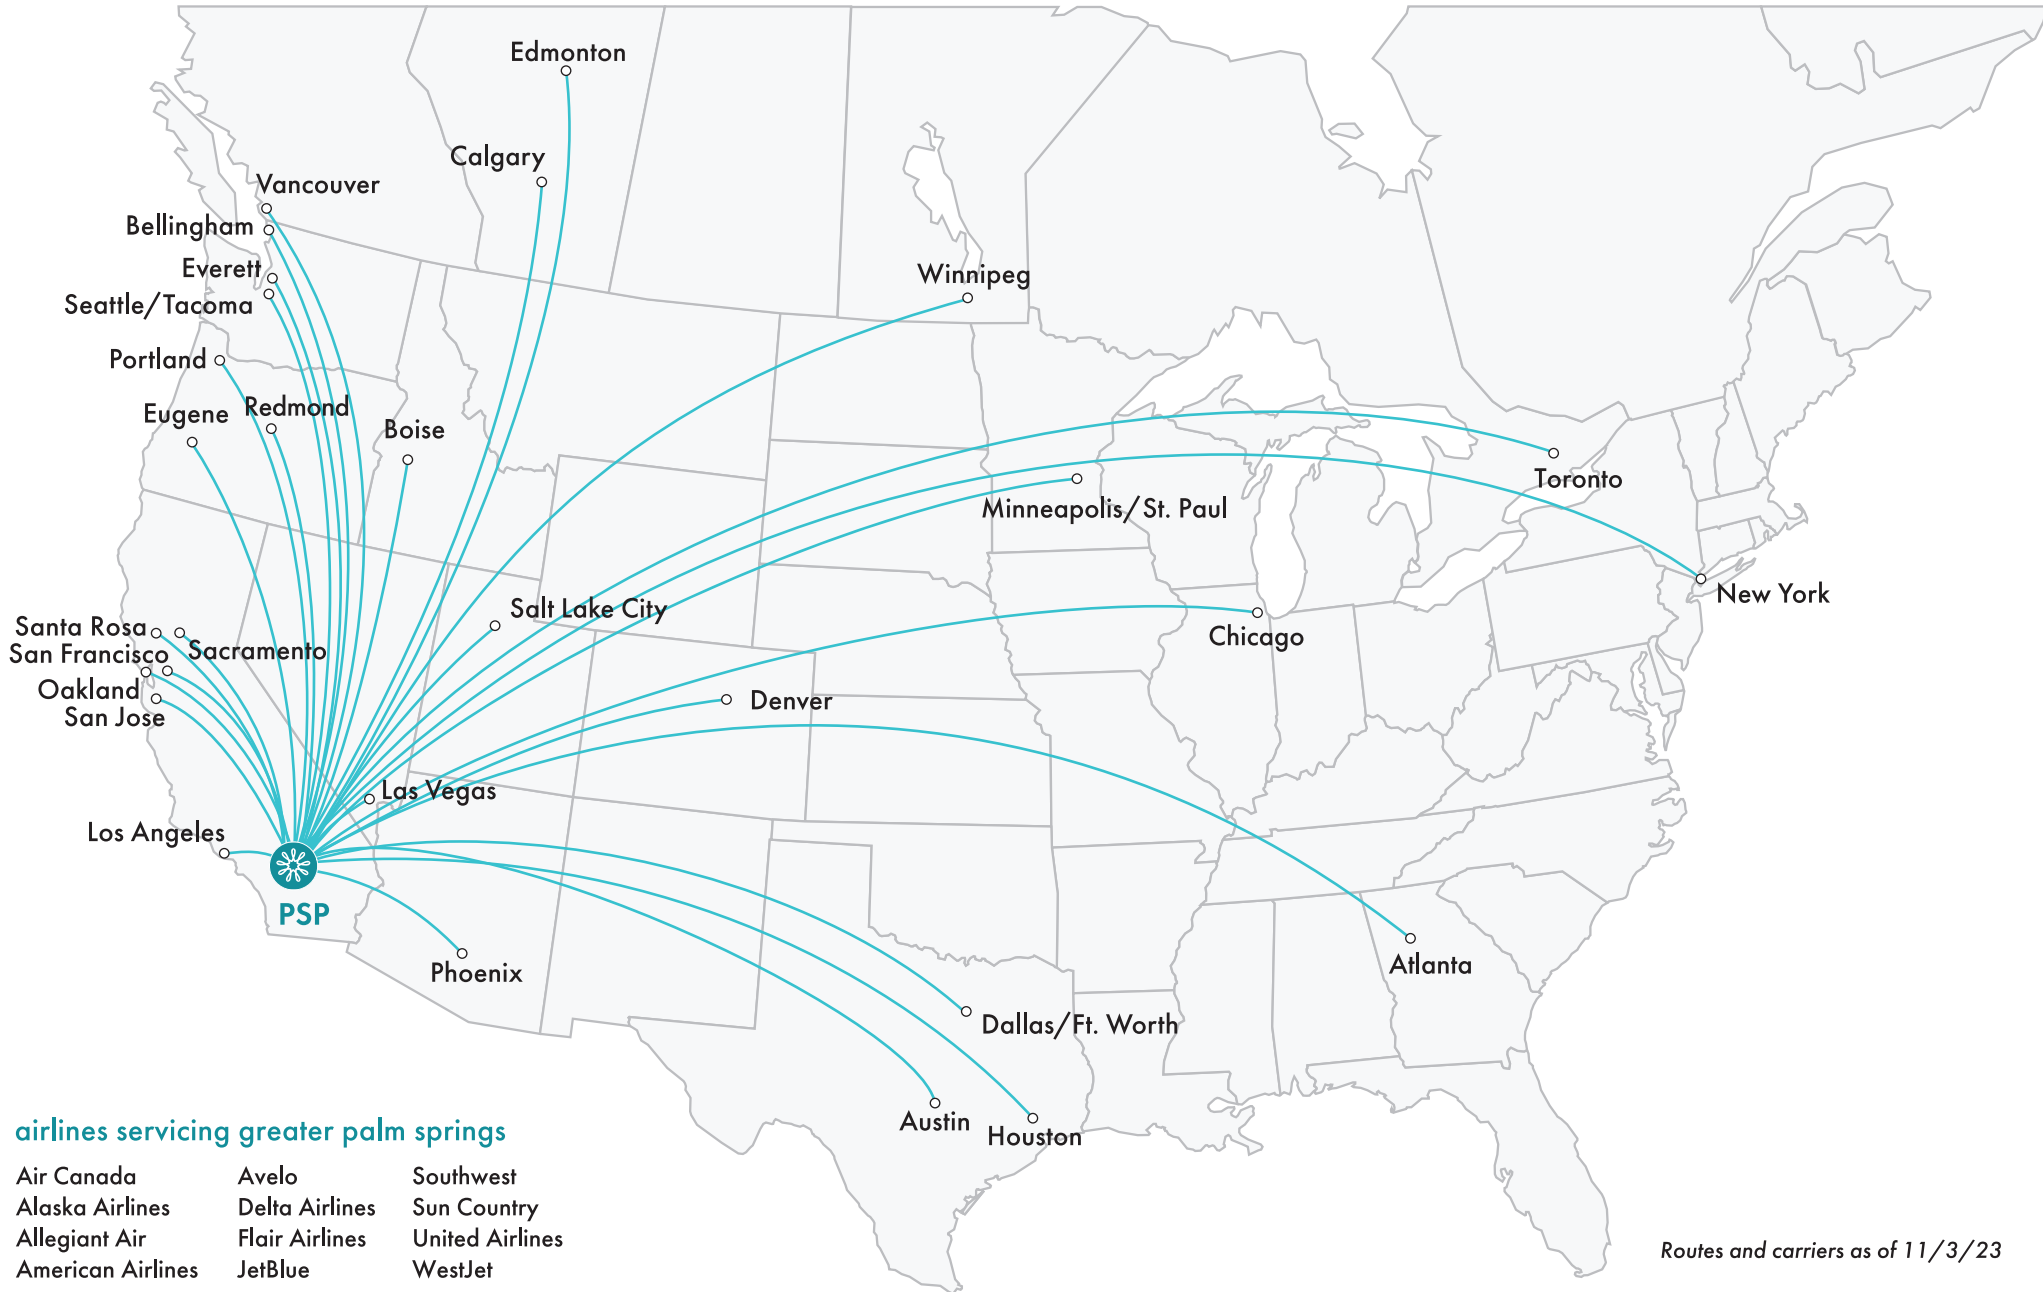 Edmonton
Calgary
Vancouver
Bellingham
Everett
Winnipeg
Seattle/Tacoma
Portland
Eugene
Redmond
Boise
Toronto
Minneapolis/St. Paul
New York
Salt Lake City
Santa Rosa
Sacramento
San Francisco
Chicago
Oakland
San Jose
Denver
Las Vegas
Los Angeles
PSP
Phoenix
Atlanta
Dallas/Ft. Worth
Austin
Houston
airlines servicing greater palm springs
Air Canada
Alaska Airlines
Allegiant Air
American Airlines
Avelo
Delta Airlines
Flair Airlines
JetBlue
Southwest
Sun Country
United Airlines
WestJet
Routes and carriers as of 11/3/23